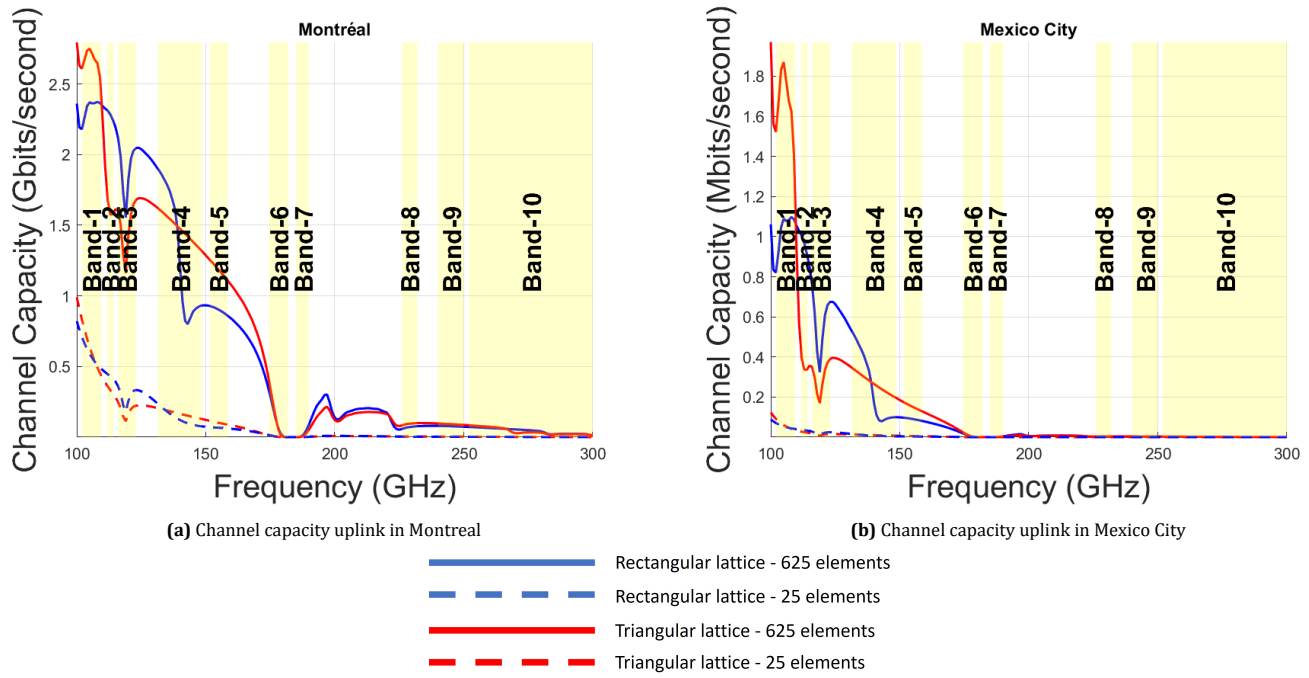 Montréal
Channel Capacity (Gbits/second)
2.5
2
1.5
1
0.5
Band-1
Band-2
Band-3
Band-4
Band-5
Band-6
Band-7
Band-8
Band-9
Band-10
100
150
200
250
300
Frequency (GHz)
(a) Channel capacity uplink in Montreal
Mexico City
Channel Capacity (Mbits/second)
1.8
1.6
1.4
1.2
1
0.8
0.6
0.4
0.2
Band-1
Band-2
Band-3
Band-4
Band-5
Band-6
Band-7
Band-8
Band-9
Band-10
100
150
200
250
300
Frequency (GHz)
(b) Channel capacity uplink in Mexico City
Rectangular lattice - 625 elements
Rectangular lattice - 25 elements
Triangular lattice - 625 elements
Triangular lattice - 25 elements